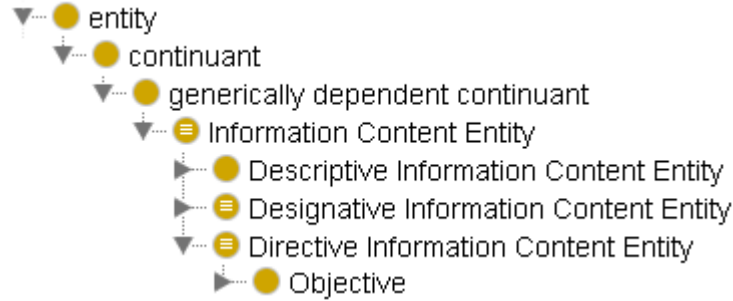 entity
continuant
generically dependent continuant
Information Content Entity
Descriptive Information Content Entity
Designative Information Content Entity
Directive Information Content Entity
Objective